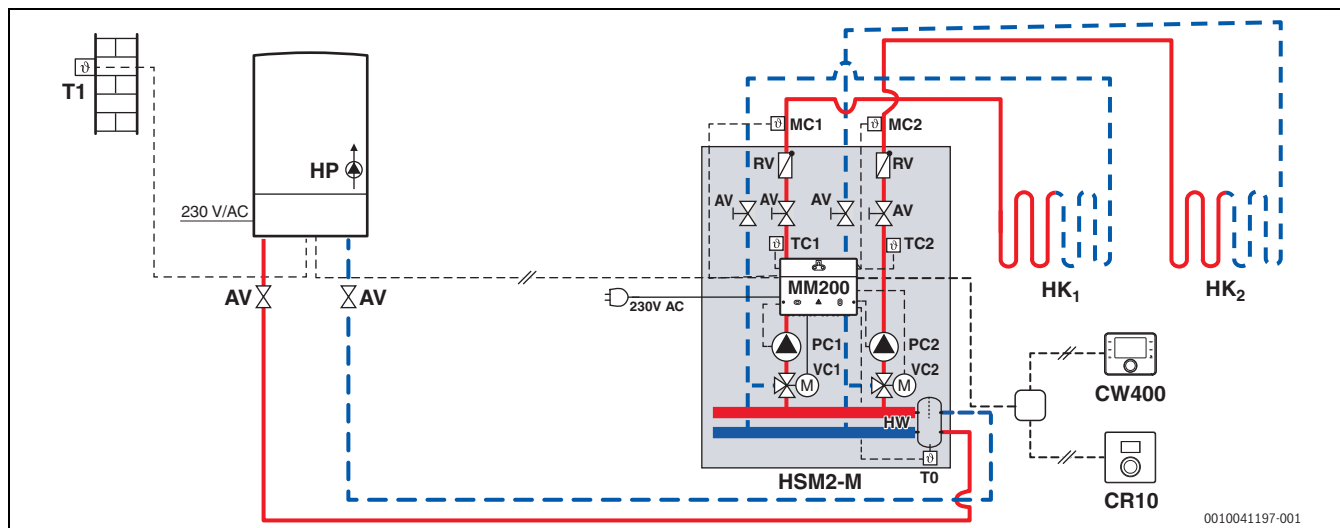 ϑ
T1
HP
230 V/AC
AV
AV
ϑ MC1
ϑ MC2
RV
RV
AV
AV
AV
AV
ϑ TC1
ϑ TC2
MM200
230V AC
PC1
PC2
VC1
M
VC2
M
HW
ϑ
T0
HSM2-M
HK1
HK2
CW400
CR10
0010041197-001